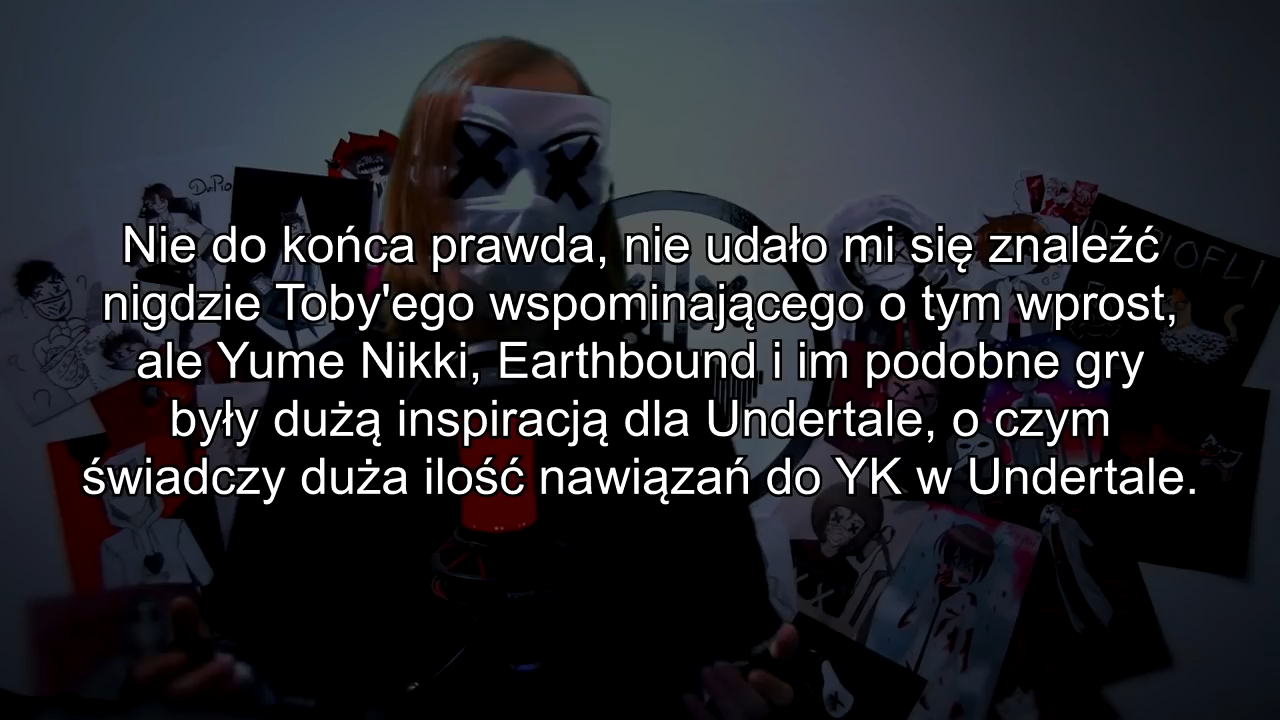 Nie do końca prawda, nie udało mi się znaleźć
nigdzie Toby'ego wspominającego o tym wprost,
ale Yume Nikki, Earthbound i im podobne gry
były dużą inspiracją dla Undertale, o czym
świadczy duża ilość nawiązań do YK w Undertale.